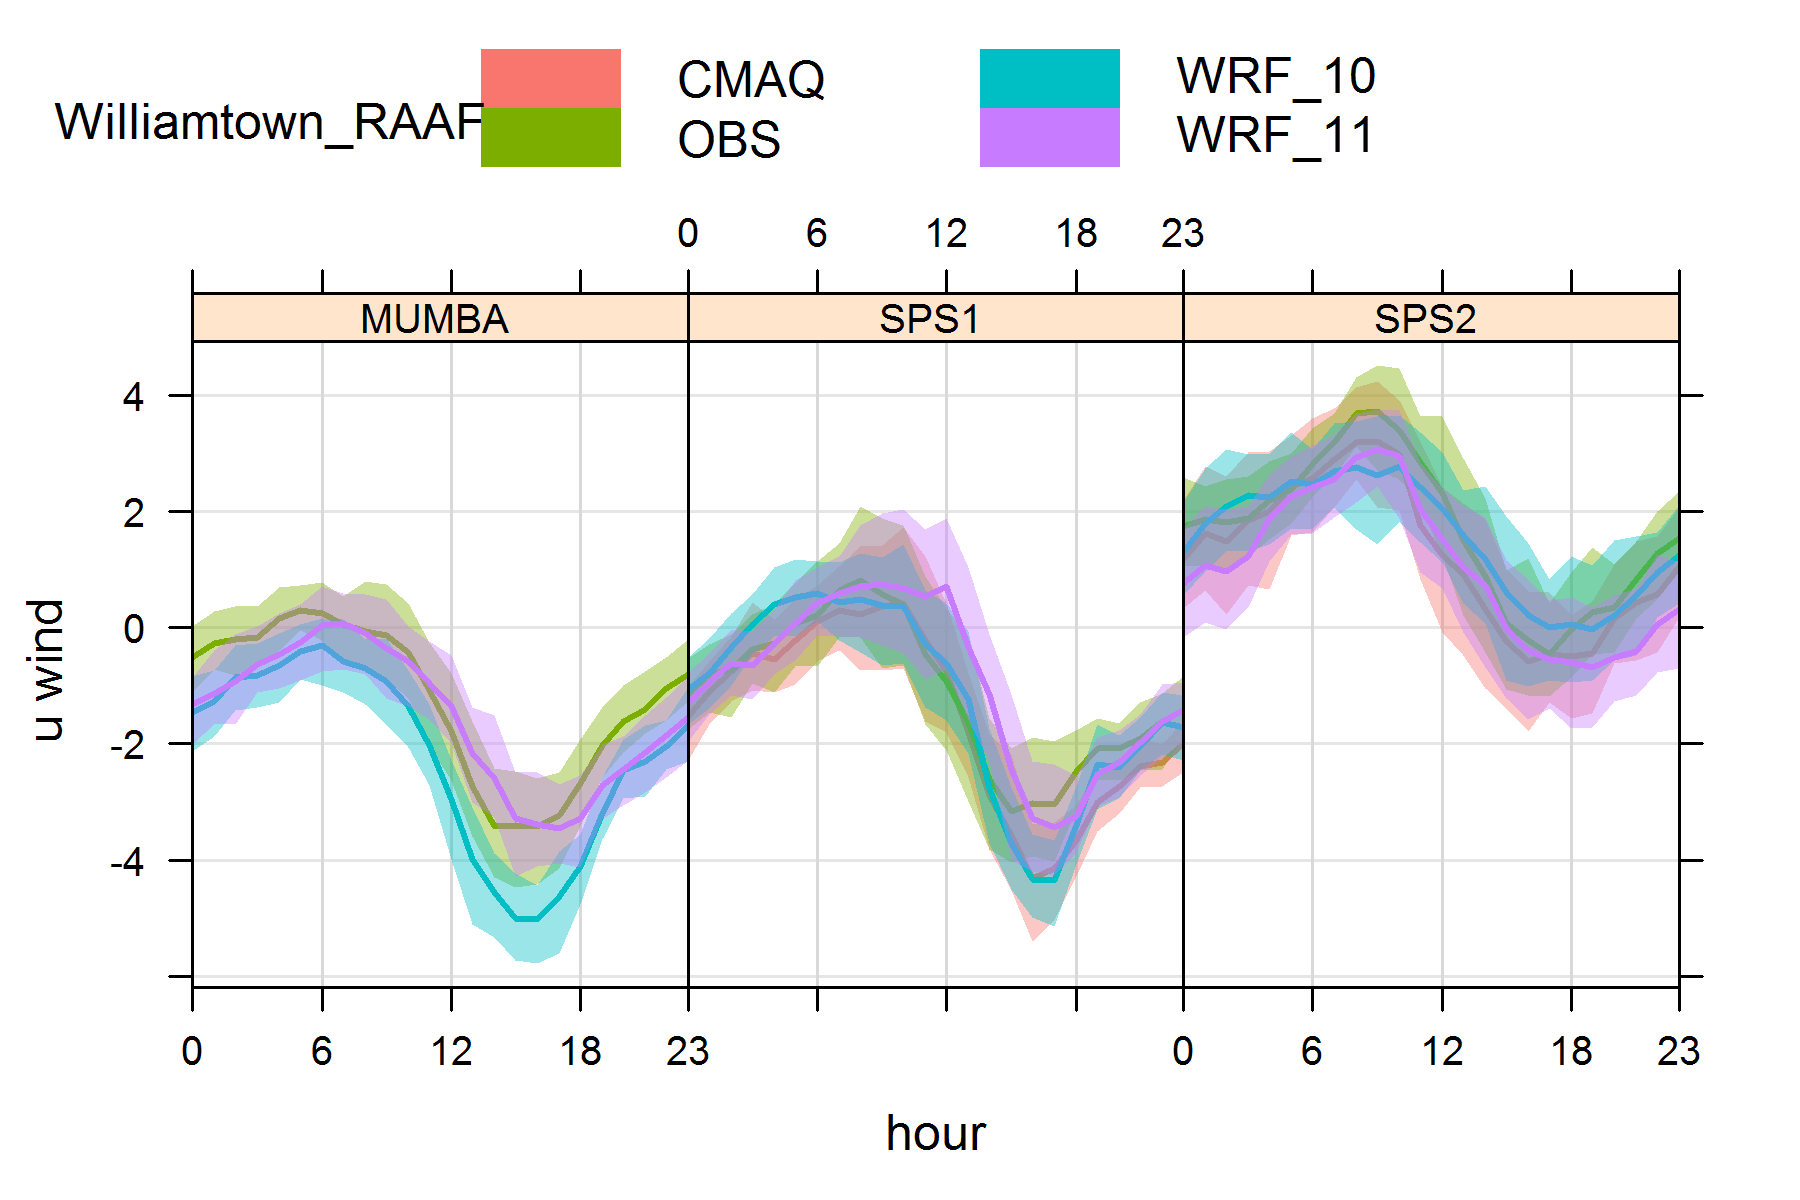 Williamtown_RAAF
CMAQ
OBS
WRF_10
WRF_11
0 6 12 18 23
MUMBA SPS1 SPS2
4
2
0
-2
-4
u wind
0 6 12 18 23 0 6 12 18 23
hour